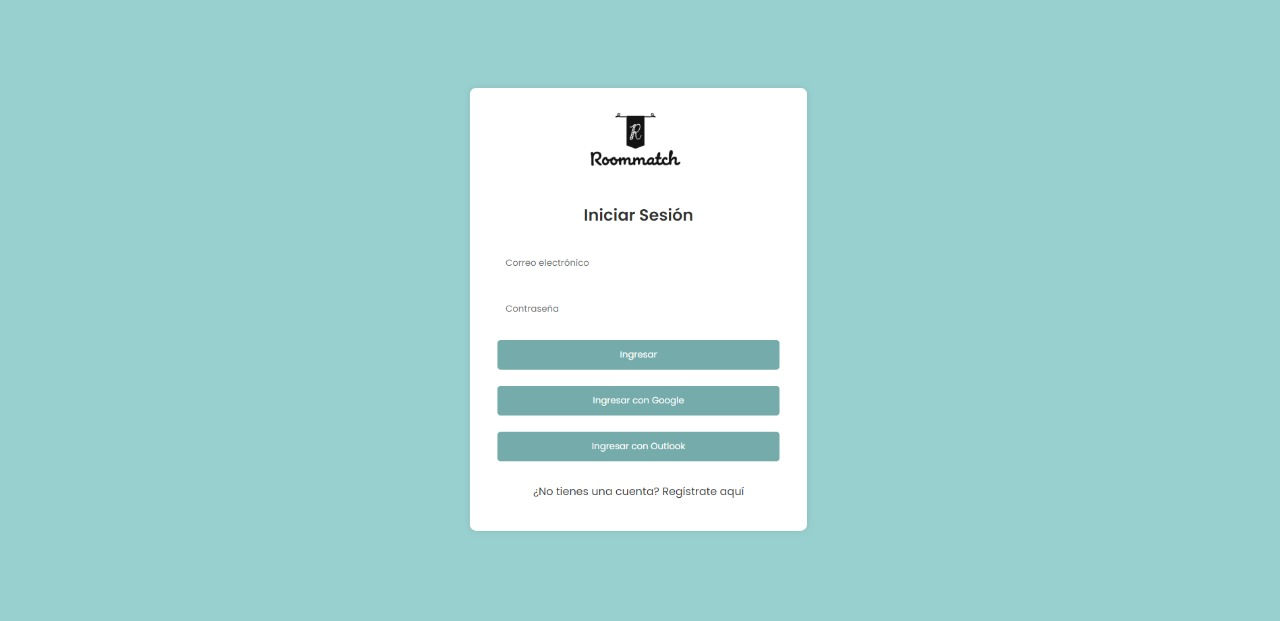 R
Roommatch
Iniciar Sesión
Correo electrónico
Contraseña
Ingresar
Ingresar con Google
Ingresar con Outlook
¿No tienes una cuenta? Regístrate aquí